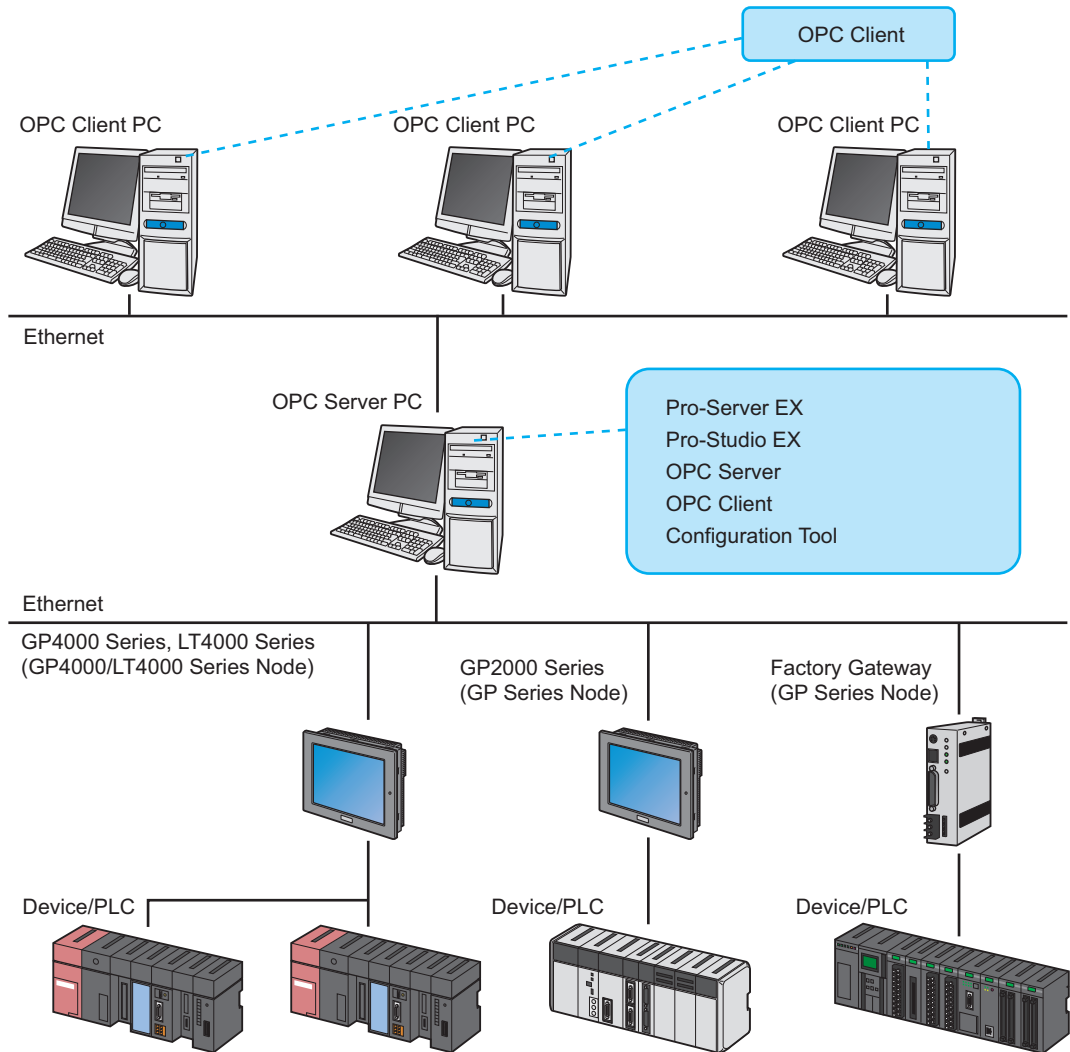 OPC Client
OPC Client PC
OPC Client PC
OPC Client PC
Ethernet
OPC Server PC
Pro-Server EX
Pro-Studio EX
OPC Server
OPC Client
Configuration Tool
Ethernet
GP4000 Series, LT4000 Series
(GP4000/LT4000 Series Node)
GP2000 Series
(GP Series Node)
Factory Gateway
(GP Series Node)
Device/PLC
Device/PLC
Device/PLC